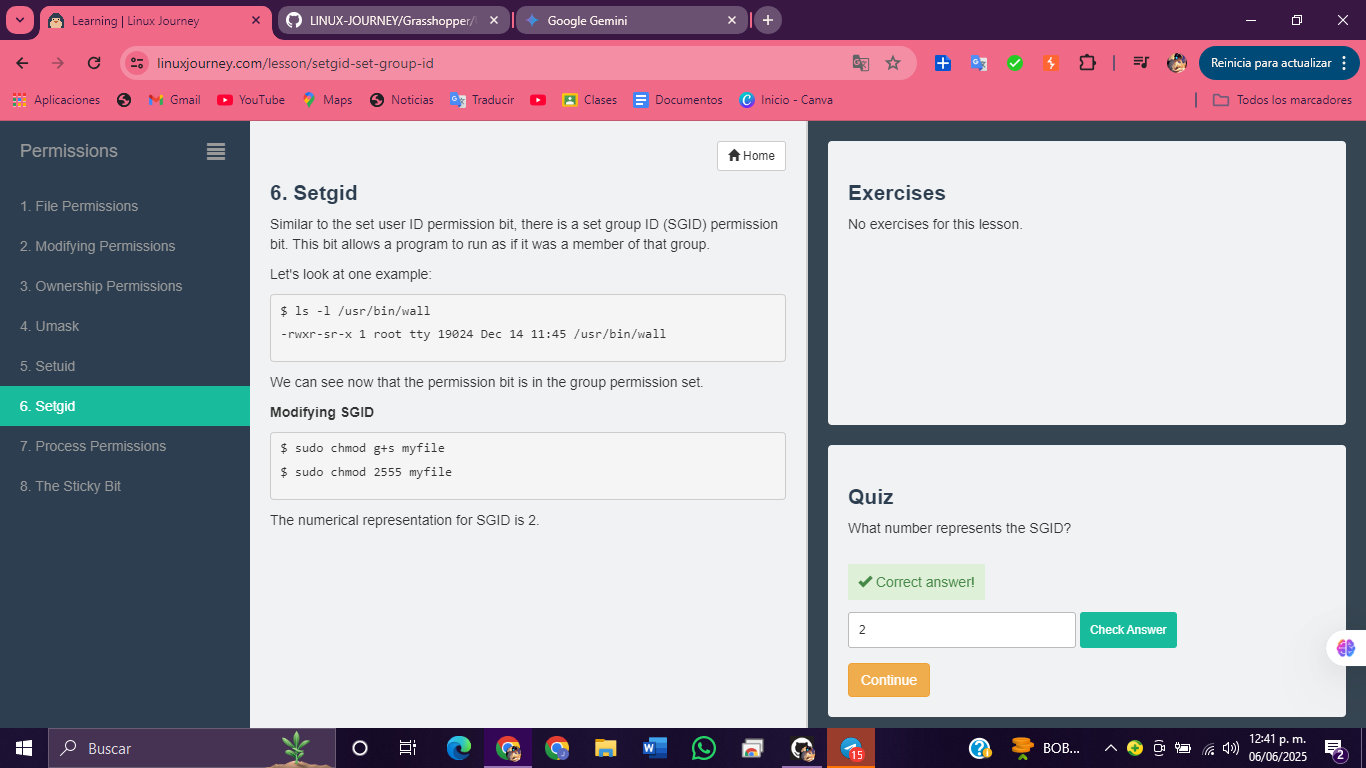 Learning | Linux Journey
LINUX-JOURNEY/Grasshopper/
Google Gemini
linuxjourney.com/lesson/setgid-set-group-id
Reinicia para actualizar
Aplicaciones
Gmail
YouTube
Maps
Noticias
Traducir
Clases
Documentos
Inicio - Canva
Todos los marcadores
Permissions
1. File Permissions
2. Modifying Permissions
3. Ownership Permissions
4. Umask
5. Setuid
6. Setgid
7. Process Permissions
8. The Sticky Bit
Home
6. Setgid
Similar to the set user ID permission bit, there is a set group ID (SGID) permission
bit. This bit allows a program to run as if it was a member of that group.
Let's look at one example:
$ ls -l /usr/bin/wall
-rwxr-sr-x 1 root tty 19024 Dec 14 11:45 /usr/bin/wall
We can see now that the permission bit is in the group permission set.
Modifying SGID
$ sudo chmod g+s myfile
$ sudo chmod 2555 myfile
The numerical representation for SGID is 2.
Exercises
No exercises for this lesson.
Quiz
What number represents the SGID?
Correct answer!
2
Check Answer
Continue
Buscar
15
BOB...
12:41 p. m.
06/06/2025
2